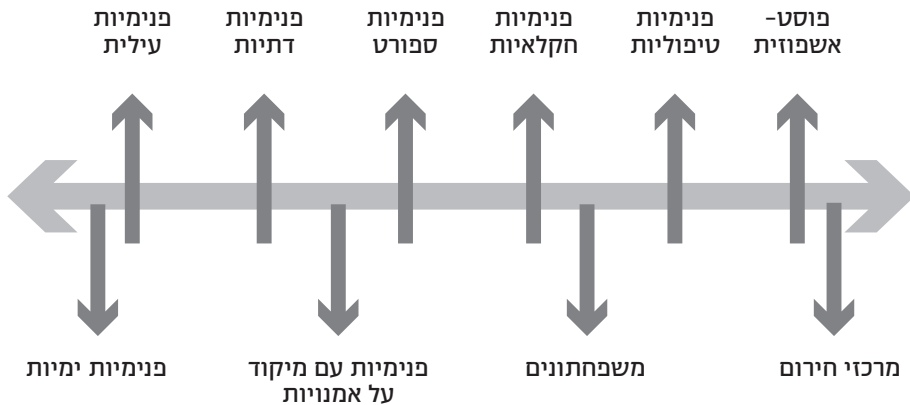 פוסט-
אשפוזית
פנימיות
טיפוליות
פנימיות
חקלאיות
פנימיות
ספורט
פנימיות
דתיות
פנימיות
עילית
מרכזי חירום
משפחתונים
פנימיות עם מיקוד
על אמנויות
פנימיות ימיות